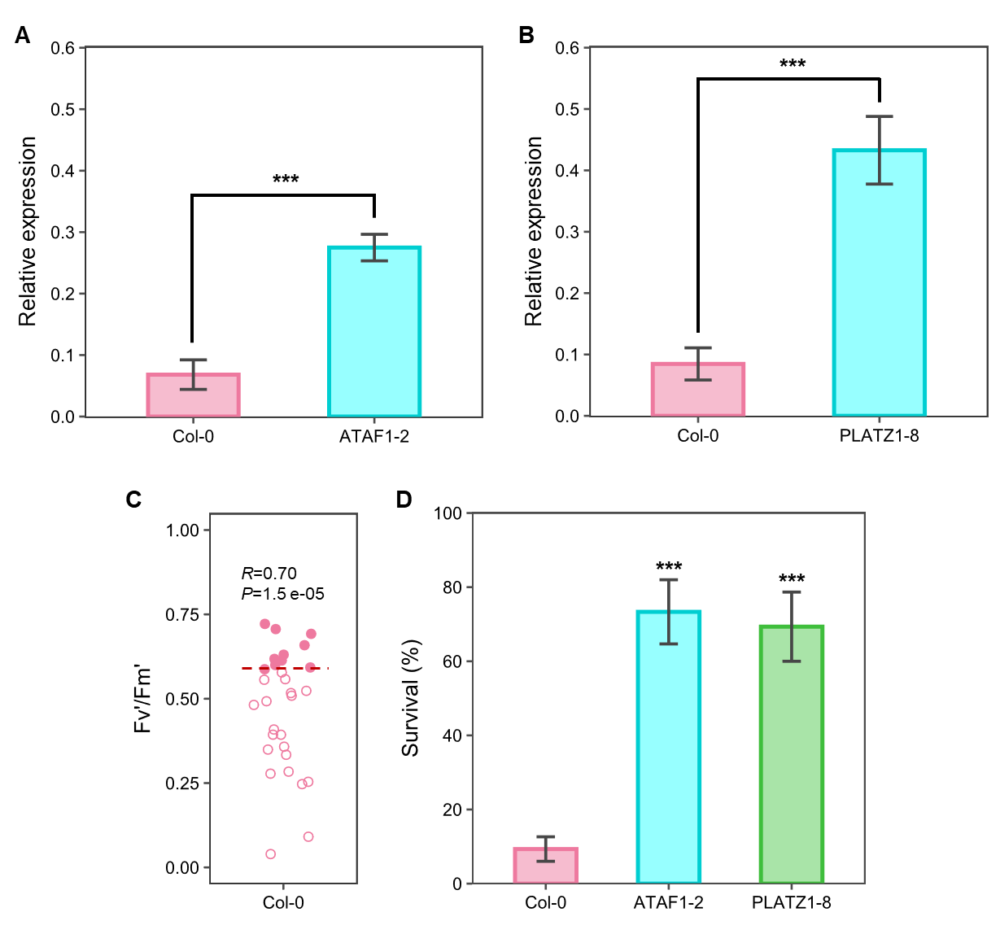 A
Relative expression
0.6
0.5
0.4
0.3
0.2
0.1
0.0
***
Col-0
ATAF1-2
B
Relative expression
0.6
0.5
0.4
0.3
0.2
0.1
0.0
***
Col-0
PLATZ1-8
C
Fv'/Fm'
1.00
0.75
0.50
0.25
0.00
R=0.70
P=1.5 e-05
Col-0
D
Survival (%)
100
80
60
40
20
0
***
***
Col-0
ATAF1-2
PLATZ1-8